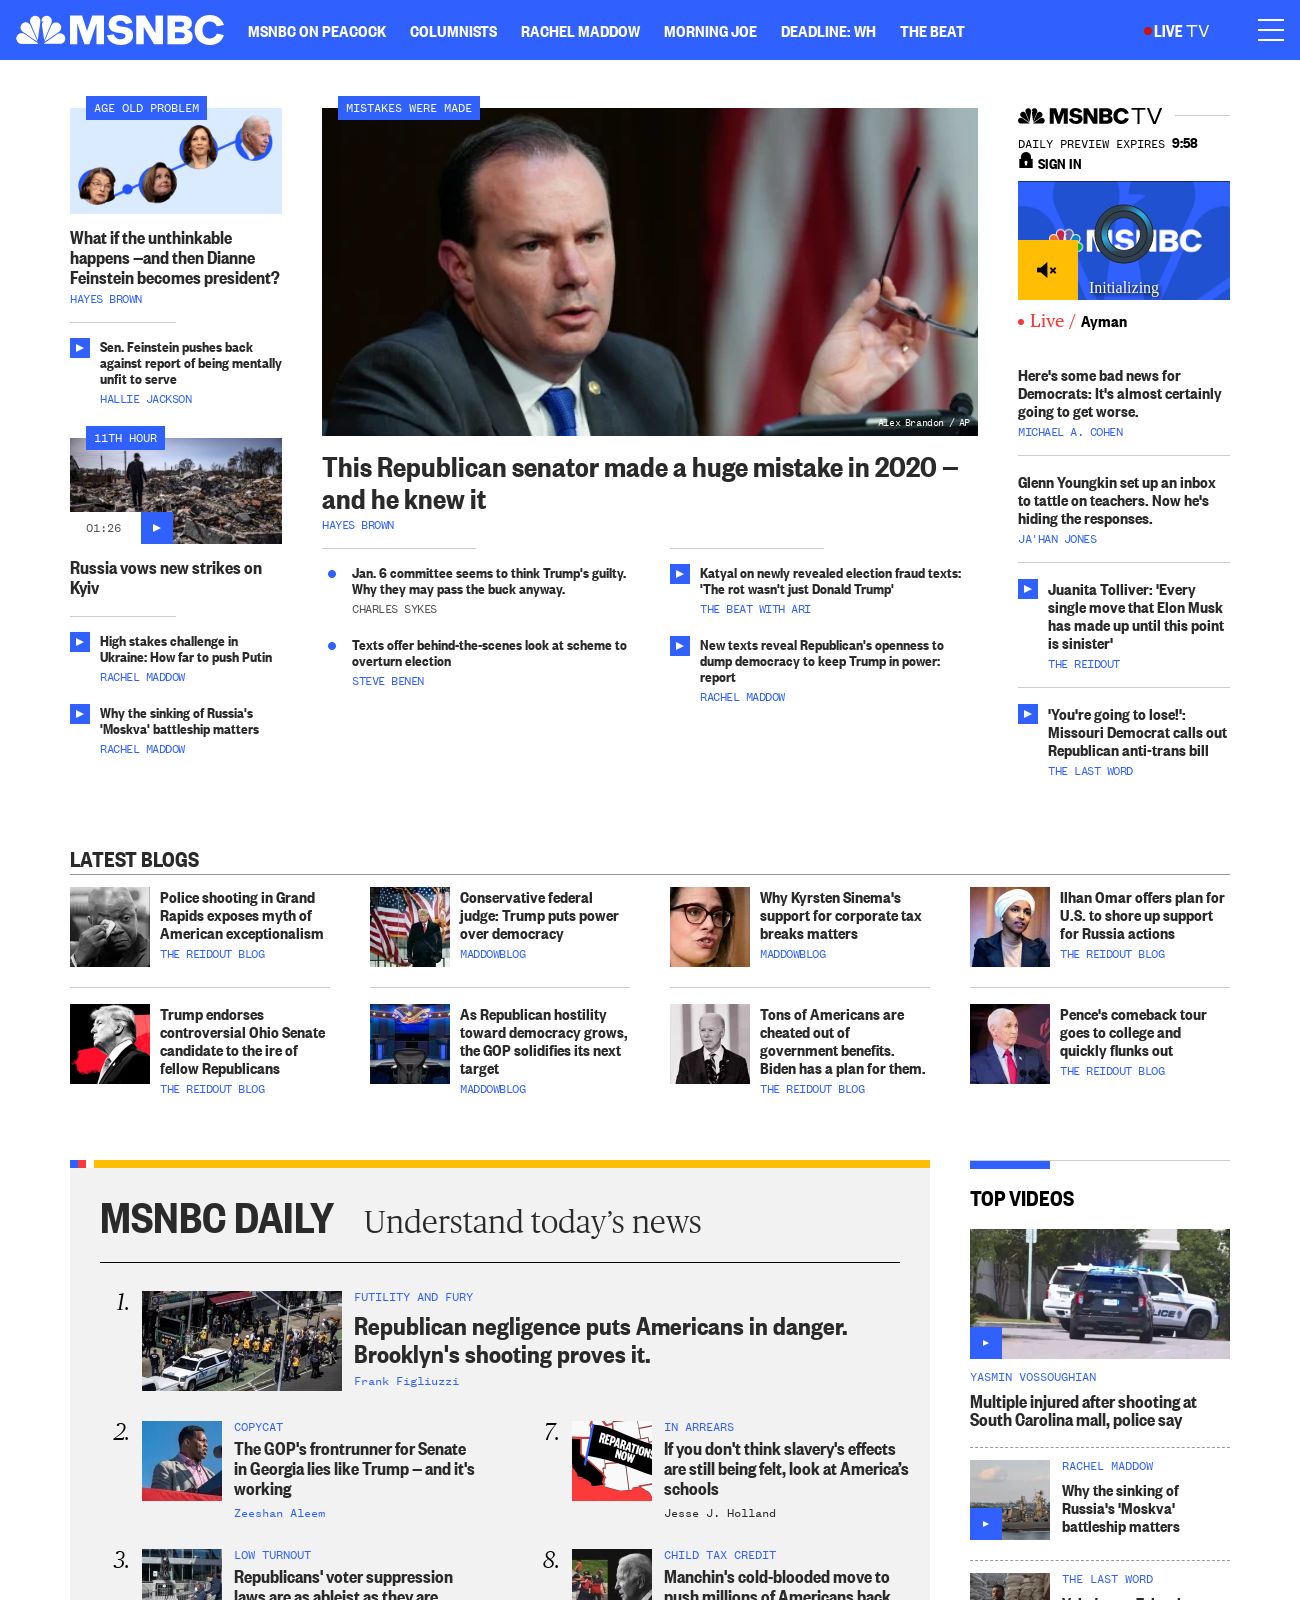 MSNBC
MSNBC ON PEACOCK
COLUMNISTS
RACHEL MADDOW
MORNING JOE
DEADLINE: WH
THE BEAT
LIVE TV
AGE OLD PROBLEM
What if the unthinkable
happens —and then Dianne
Feinstein becomes president?
HAYES BROWN
Sen. Feinstein pushes back
against report of being mentally
unfit to serve
HALLIE JACKSON
11TH HOUR
01:26
Russia vows new strikes on
Kyiv
High stakes challenge in
Ukraine: How far to push Putin
RACHEL MADDOW
Why the sinking of Russia's
'Moskva' battleship matters
RACHEL MADDOW
MISTAKES WERE MADE
Alex Brandon / AP
This Republican senator made a huge mistake in 2020 —
and he knew it
HAYES BROWN
Jan. 6 committee seems to think Trump's guilty.
Why they may pass the buck anyway.
CHARLES SYKES
Texts offer behind-the-scenes look at scheme to
overturn election
STEVE BENEN
Katyal on newly revealed election fraud texts:
'The rot wasn't just Donald Trump'
THE BEAT WITH ARI
New texts reveal Republican's openness to
dump democracy to keep Trump in power:
report
RACHEL MADDOW
MSNBC TV
DAILY PREVIEW EXPIRES 9:58
SIGN IN
MSNBC
Initializing
Live / Ayman
Here's some bad news for
Democrats: It's almost certainly
going to get worse.
MICHAEL A. COHEN
Glenn Youngkin set up an inbox
to tattle on teachers. Now he's
hiding the responses.
JA'HAN JONES
Juanita Tolliver: 'Every
single move that Elon Musk
has made up until this point
is sinister'
THE REIDOUT
'You're going to lose!':
Missouri Democrat calls out
Republican anti-trans bill
THE LAST WORD
LATEST BLOGS
Police shooting in Grand
Rapids exposes myth of
American exceptionalism
THE REIDOUT BLOG
Conservative federal
judge: Trump puts power
over democracy
MADDOWBLOG
Why Kyrsten Sinema's
support for corporate tax
breaks matters
MADDOWBLOG
Ilhan Omar offers plan for
U.S. to shore up support
for Russia actions
THE REIDOUT BLOG
Trump endorses
controversial Ohio Senate
candidate to the ire of
fellow Republicans
THE REIDOUT BLOG
As Republican hostility
toward democracy grows,
the GOP solidifies its next
target
MADDOWBLOG
Tons of Americans are
cheated out of
government benefits.
Biden has a plan for them.
THE REIDOUT BLOG
Pence's comeback tour
goes to college and
quickly flunks out
THE REIDOUT BLOG
MSNBC DAILY
Understand today's news
1.
FUTILITY AND FURY
Republican negligence puts Americans in danger.
Brooklyn's shooting proves it.
Frank Figliuzzi
2.
COPYCAT
The GOP's frontrunner for Senate
in Georgia lies like Trump — and it's
working
Zeeshan Aleem
3.
LOW TURNOUT
Republicans' voter suppression
laws are as ableist as they are
7.
REPARATIONS
NOW
IN ARREARS
If you don't think slavery's effects
are still being felt, look at America's
schools
Jesse J. Holland
8.
CHILD TAX CREDIT
Manchin's cold-blooded move to
push millions of Americans back
TOP VIDEOS
POLICE
YASMIN VOSSOUGHIAN
Multiple injured after shooting at
South Carolina mall, police say
RACHEL MADDOW
Why the sinking of
Russia's 'Moskva'
battleship matters
THE LAST WORD